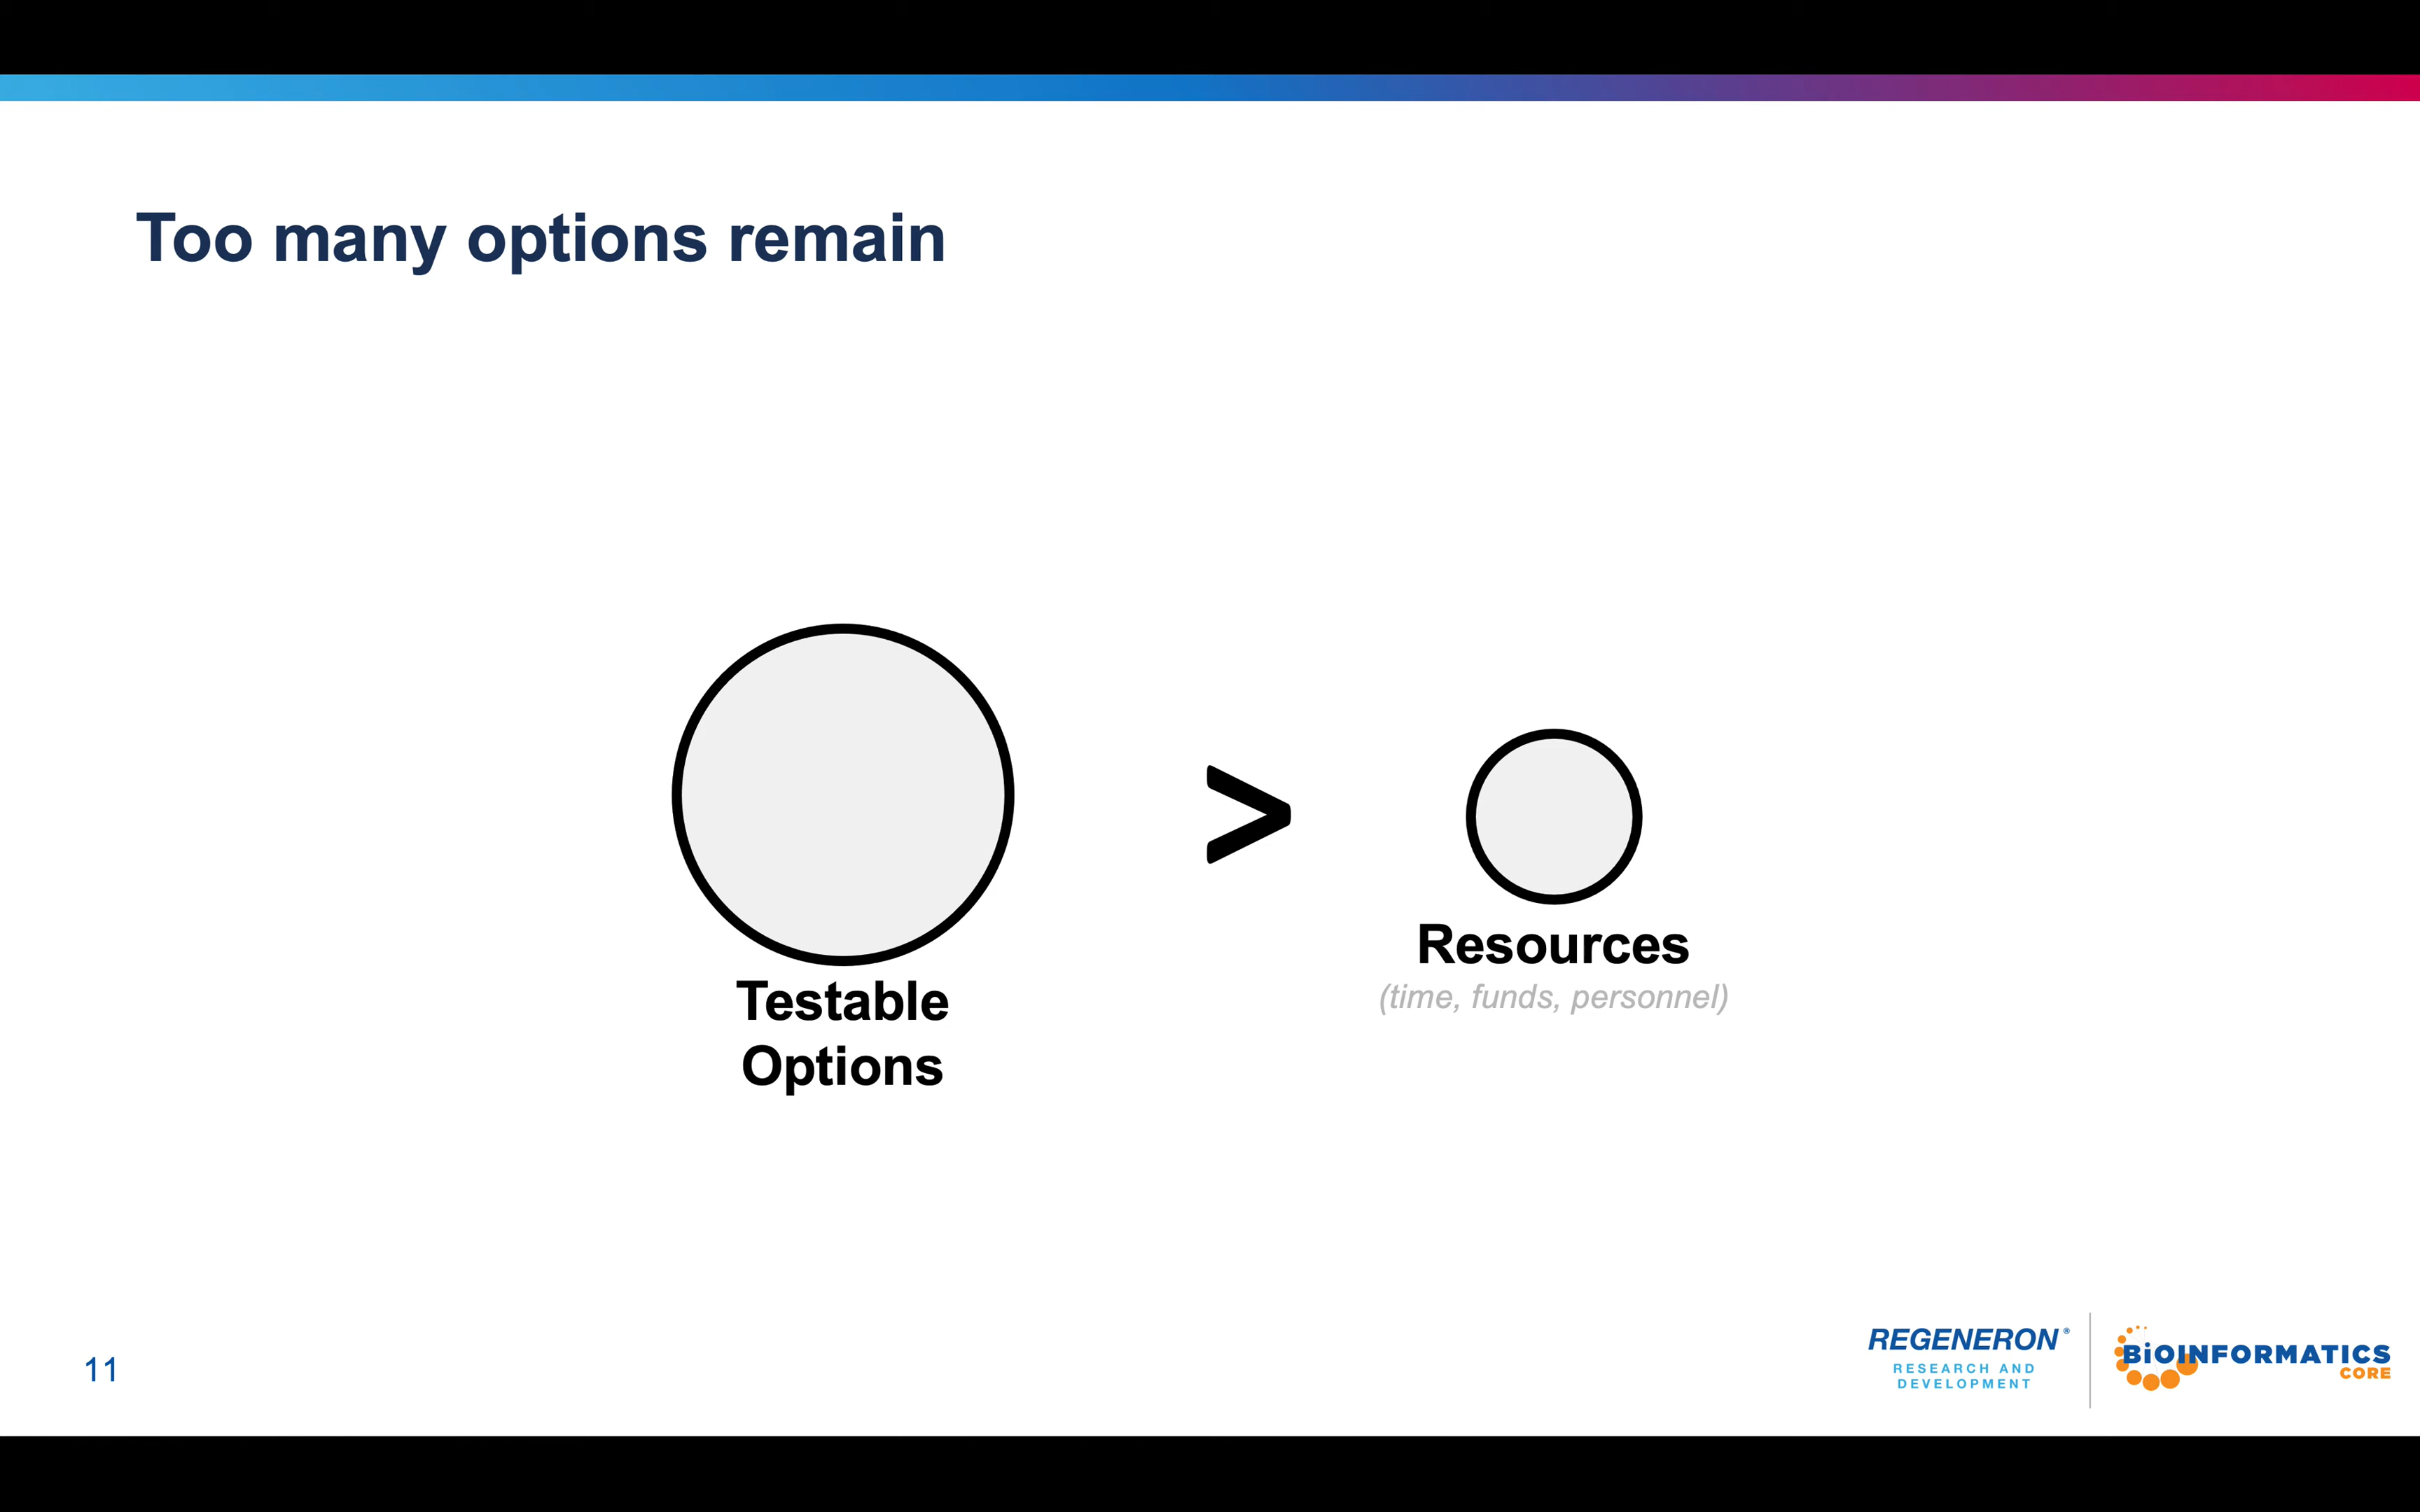 Too many options remain
>
Testable
Options
Resources
(time, funds, personnel)
11
REGENERON®
RESEARCH AND
DEVELOPMENT
BiOINFORMATICS
CORE